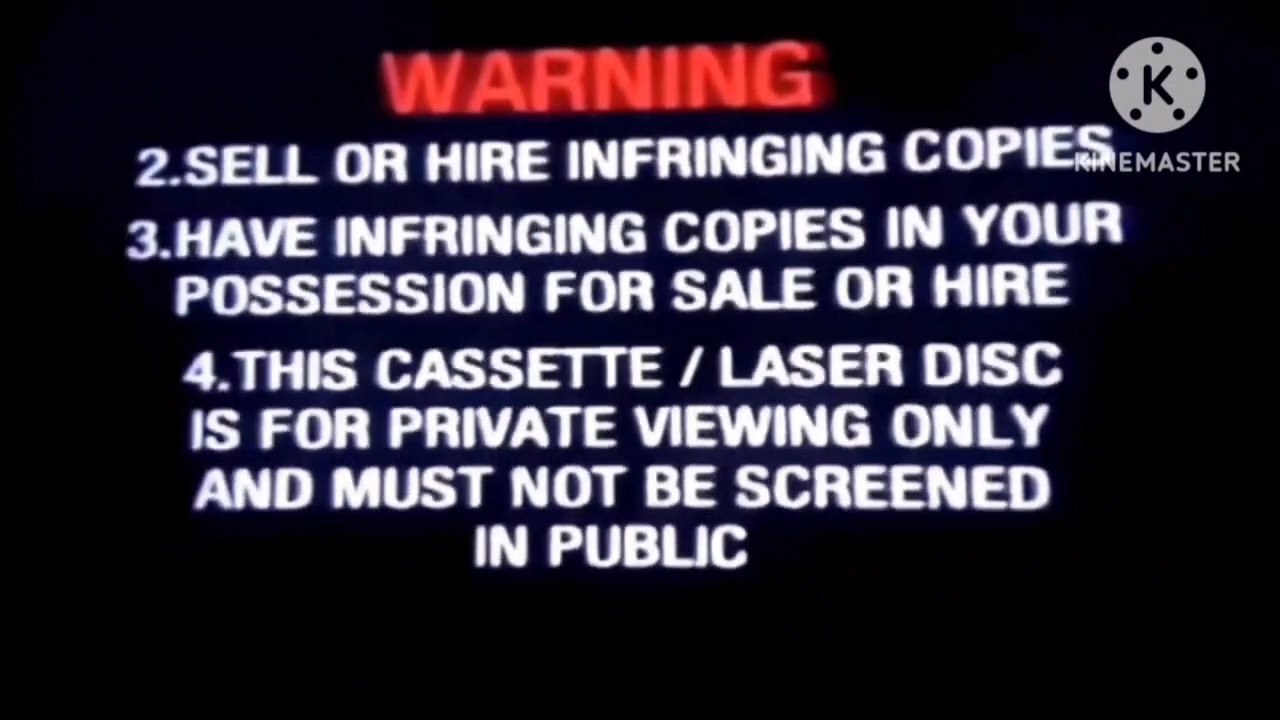 WARNING
2.SELL OR HIRE INFRINGING COPIES
3.HAVE INFRINGING COPIES IN YOUR
POSSESSION FOR SALE OR HIRE
4.THIS CASSETTE / LASER DISC
IS FOR PRIVATE VIEWING ONLY
AND MUST NOT BE SCREENED
IN PUBLIC
K
KINEMASTER